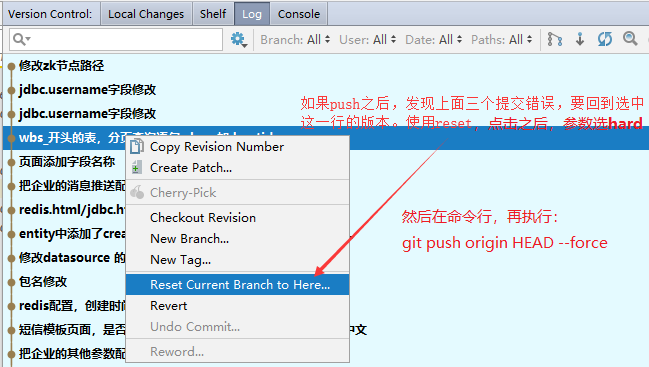 Version Control: Local Changes Shelf Log Console
Branch: All User: All Date: All Paths: All
修改zk节点路径
jdbc.username字段修改
jdbc.username字段修改
如果push之后，发现上面三个提交错误，要回到选中
这一行的版本。使用reset，点击之后，参数选hard
wbs_开头的表，分页查询语句
页面添加字段名称
把企业的消息推送配
redis.html/jdbc.h
entity中添加了crea
修改datasource 的
包名修改
redis配置，创建时间
短信模板页面，是否
中文
把企业的其他参数配
Copy Revision Number
Create Patch...
Cherry-Pick
Checkout Revision
New Branch...
New Tag...
Reset Current Branch to Here...
Revert
Undo Commit...
Reword...
然后在命令行，再执行：
git push origin HEAD --force